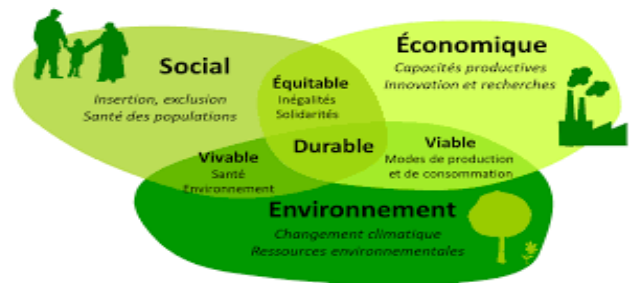 Social
Insertion, exclusion
Santé des populations
Économique
Capacités productives
Innovation et recherches
Équitable
Inégalités
Solidarités
Durable
Vivable
Santé
Environnement
Viable
Modes de production
et de consommation
Environnement
Changement climatique
Ressources environnementales